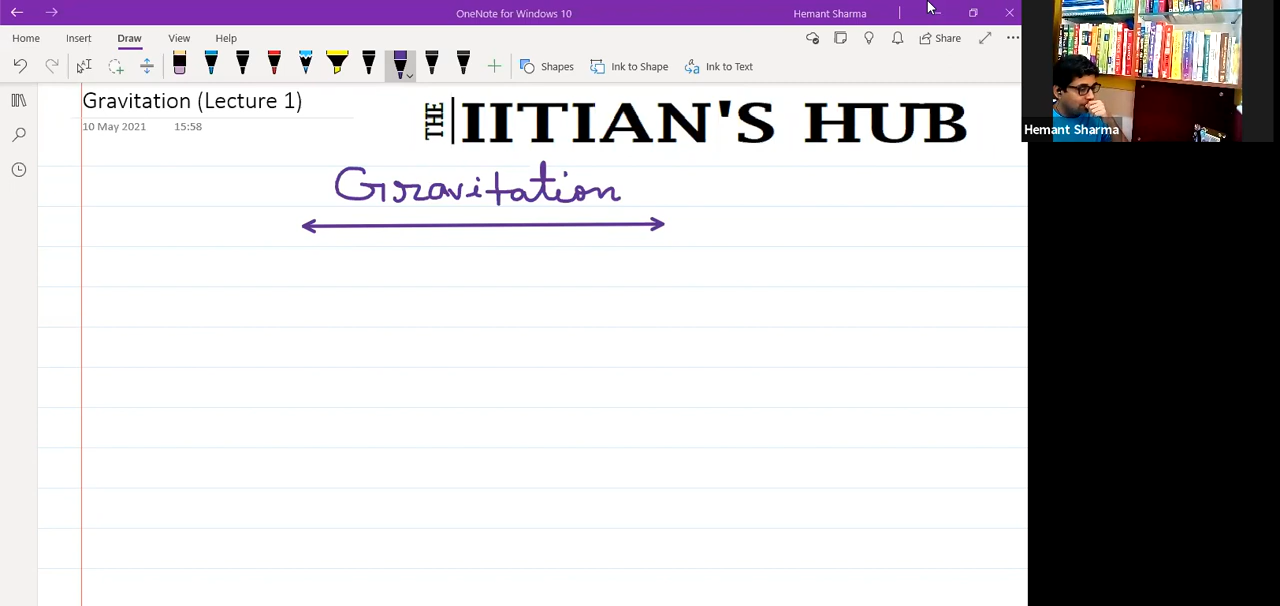 OneNote for Windows 10
Hemant Sharma
Home Insert Draw View Help
Share
Shapes Ink to Shape Ink to Text
Gravitation (Lecture 1)
10 May 2021 15:58
THE IITIAN'S HUB
Gravitation
Hemant Sharma